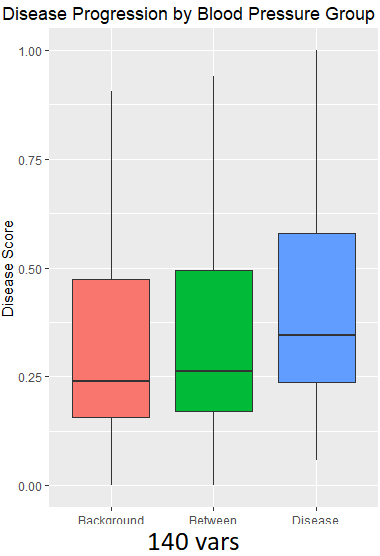 Disease Progression by Blood Pressure Group
Disease Score
1.00
0.75
0.50
0.25
0.00
Background Between Disease
140 vars